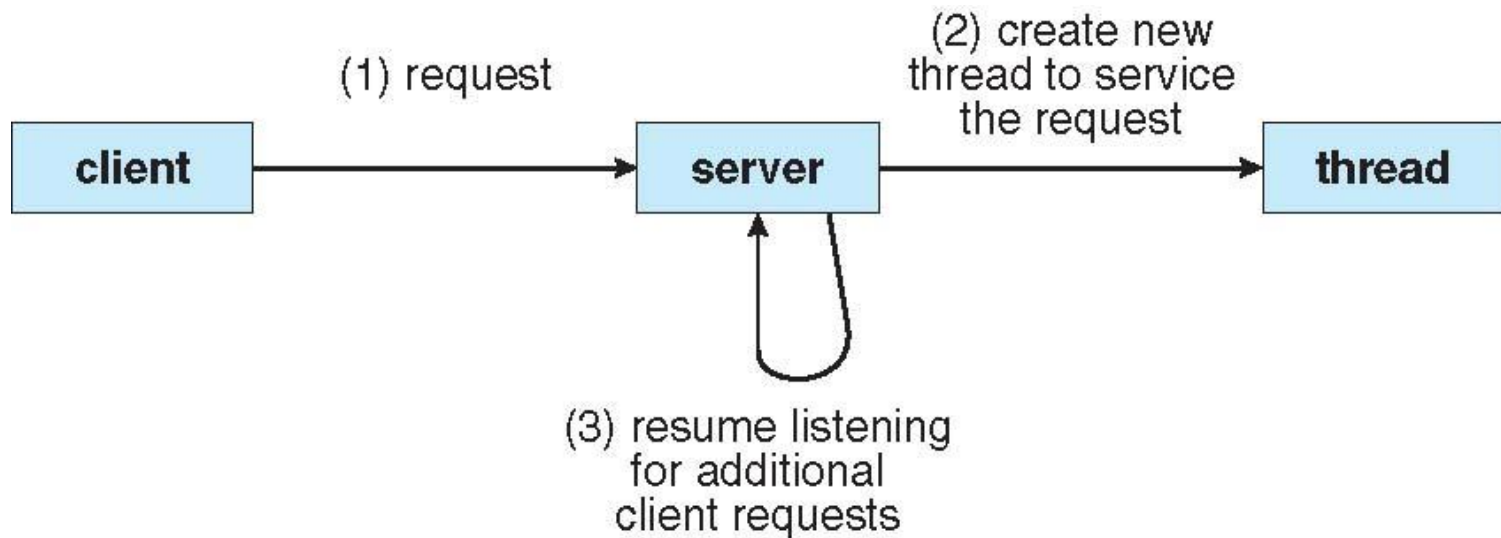 (1) request
(2) create new
thread to service
the request
client
server
thread
(3) resume listening
for additional
client requests